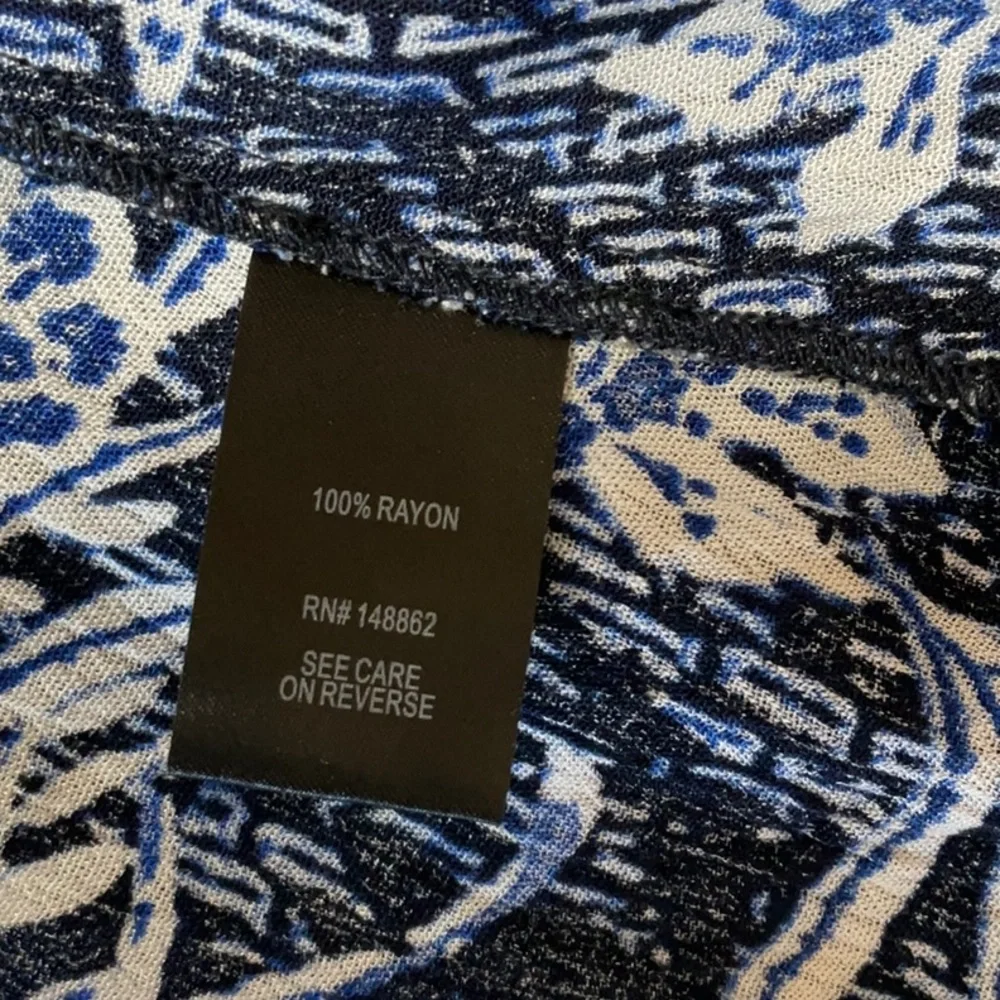 100% RAYON
RN# 148862
SEE CARE
ON REVERSE